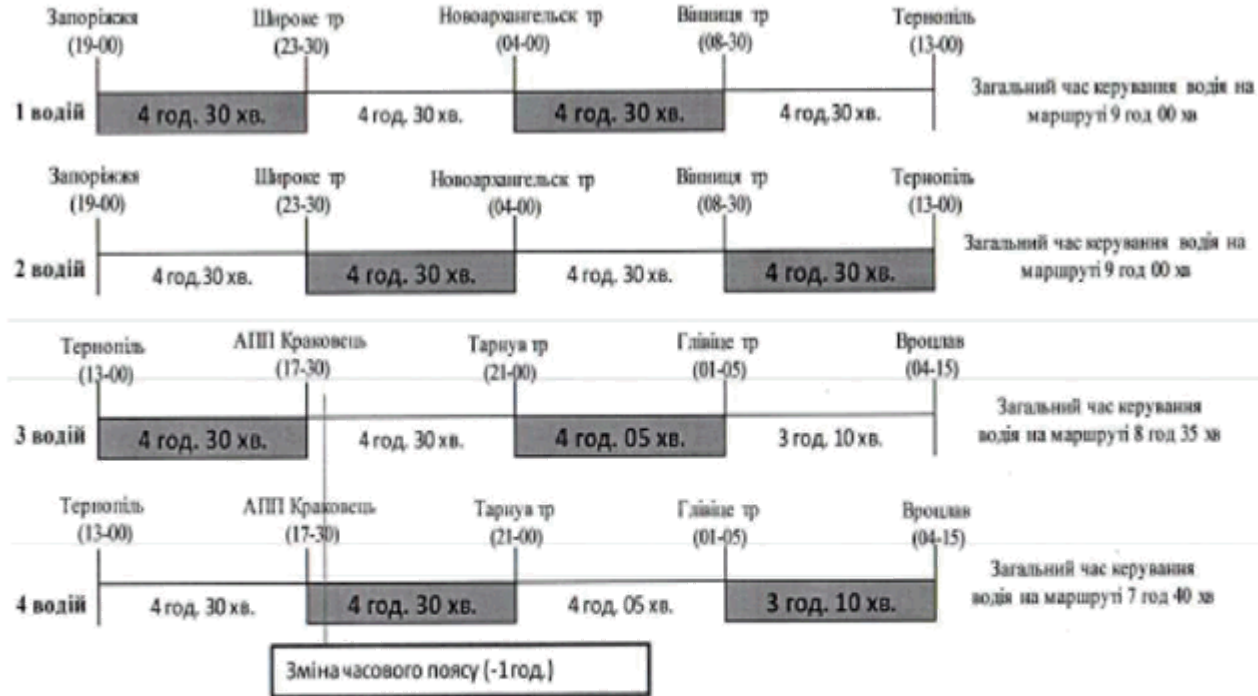 Запоріжжя Широке тр Новоархангельск тр Вінниця тр Тернопіль
(19-00) (23-30) (04-00) (08-30) (13-00)
1 водій 4 год. 30 хв. 4 год. 30 хв. 4 год. 30 хв. 4 год.30 хв. Загальний час керування водія на
маршруті 9 год 00 хв
Запоріжжя Широке тр Новоархангельск тр Вінниця тр Тернопіль
(19-00) (23-30) (04-00) (08-30) (13-00)
2 водій 4 год.30 хв. 4 год. 30 хв. 4 год. 30 хв. 4 год. 30 хв. Загальний час керування водія на
маршруті 9 год 00 хв
Тернопіль АПП Краковець Тарнув тр Глівіце тр Вроцлав
(13-00) (17-30) (21-00) (01-05) (04-15)
3 водій 4 год. 30 хв. 4 год. 30 хв. 4 год. 05 хв. 3 год. 10 хв. Загальний час керування
водія на маршруті 8 год 35 хв
Тернопіль АПП Краковець Тарнув тр Глівіце тр Вроцлав
(13-00) (17-30) (21-00) (01-05) (04-15)
4 водій 4 год. 30 хв. 4 год. 30 хв. 4 год. 05 хв. 3 год. 10 хв. Загальний час керування
водія на маршруті 7 год 40 хв
Зміна часового поясу (-1год.)